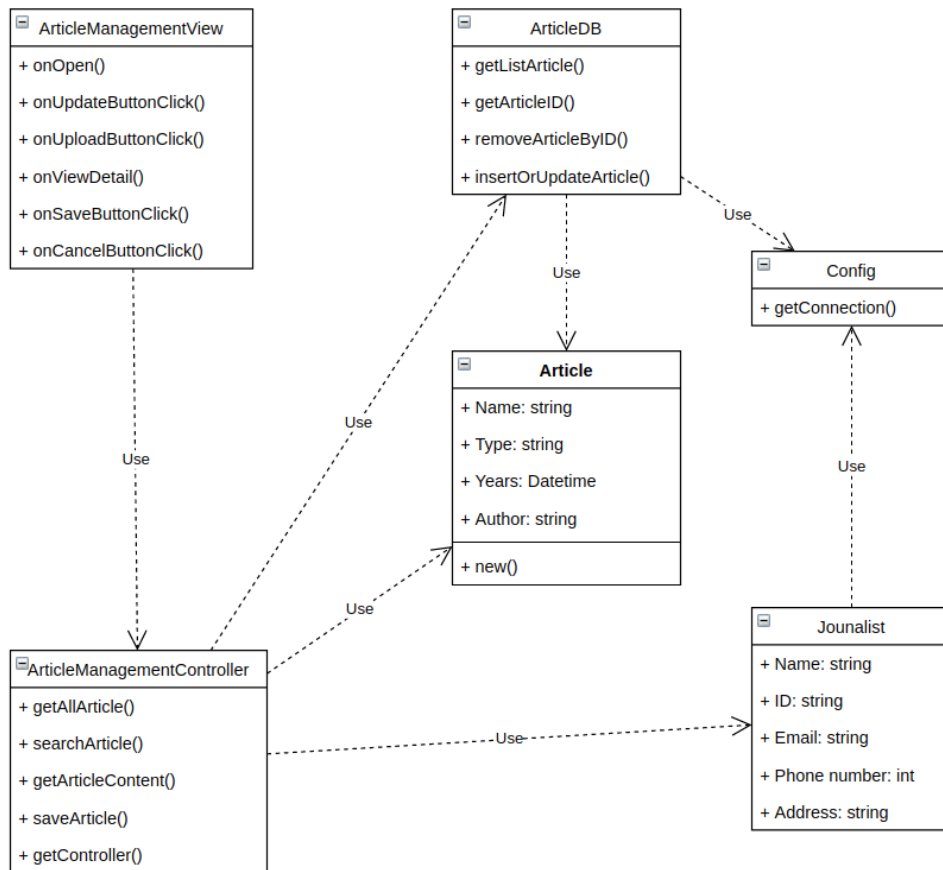 ArticleManagementView
+ onOpen()
+ onUpdateButtonClick()
+ onUploadButtonClick()
+ onViewDetail()
+ onSaveButtonClick()
+ onCancelButtonClick()
ArticleDB
+ getListArticle()
+ getArticleID()
+ removeArticleByID()
+ insertOrUpdateArticle()
Use
Use
Config
+ getConnection()
Article
+ Name: string
+ Type: string
+ Years: Datetime
+ Author: string
+ new()
Use
Use
Use
Use
ArticleManagementController
+ getAllArticle()
+ searchArticle()
+ getArticleContent()
+ saveArticle()
+ getController()
Use
Jounalist
+ Name: string
+ ID: string
+ Email: string
+ Phone number: int
+ Address: string